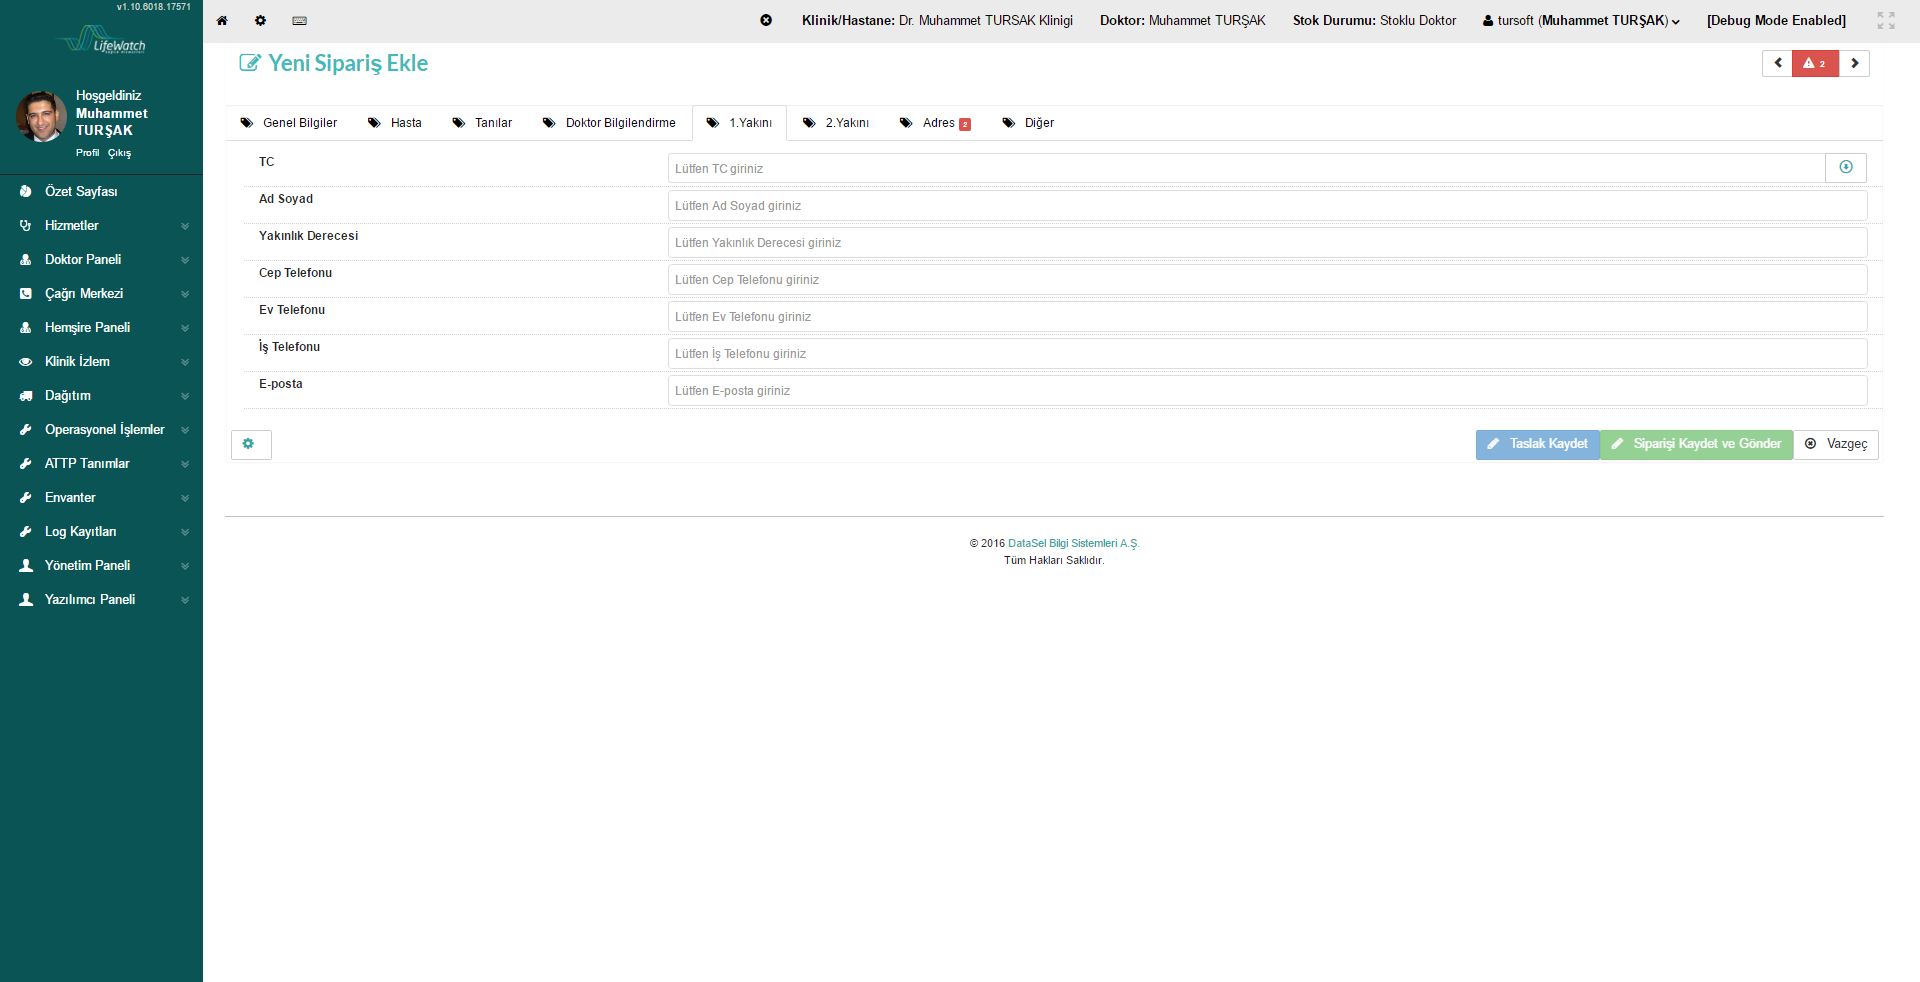 v1.10.6018.17571
LifeWatch
Hoşgeldiniz
Muhammet
TURŞAK
Profil Çıkış
Özet Sayfası
Hizmetler
Doktor Paneli
Çağrı Merkezi
Hemşire Paneli
Klinik İzlem
Dağıtım
Operasyonel İşlemler
ATTP Tanımlar
Envanter
Log Kayıtları
Yönetim Paneli
Yazılımcı Paneli
Klinik/Hastane: Dr. Muhammet TURSAK Klinigi Doktor: Muhammet TURŞAK Stok Durumu: Stoklu Doktor tursoft (Muhammet TURŞAK) [Debug Mode Enabled]
Yeni Sipariş Ekle
2
Genel Bilgiler Hasta Tanılar Doktor Bilgilendirme 1.Yakını 2.Yakını Adres 2 Diğer
TC Lütfen TC giriniz
Ad Soyad Lütfen Ad Soyad giriniz
Yakınlık Derecesi Lütfen Yakınlık Derecesi giriniz
Cep Telefonu Lütfen Cep Telefonu giriniz
Ev Telefonu Lütfen Ev Telefonu giriniz
İş Telefonu Lütfen İş Telefonu giriniz
E-posta Lütfen E-posta giriniz
Taslak Kaydet Siparişi Kaydet ve Gönder Vazgeç
© 2016 DataSel Bilgi Sistemleri A.Ş.
Tüm Hakları Saklıdır.